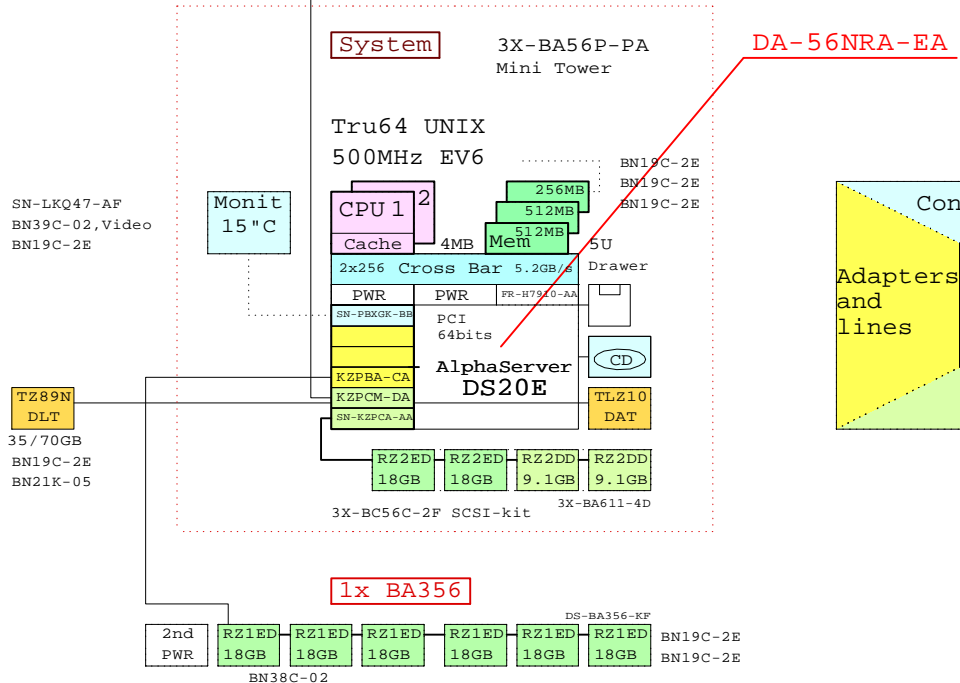 System
3X-BA56P-PA
Mini Tower
DA-56NRA-EA
Tru64 UNIX
500MHz EV6
BN19C-2E
BN19C-2E
BN19C-2E
SN-LKQ47-AF
BN39C-02,Video
BN19C-2E
Monit
15"C
CPU 1
2
Cache
4MB
256MB
512MB
512MB
Mem
5U
Drawer
2x256 Cross Bar 5.2GB/s
PWR
PWR
FR-H7910-AA
SN-PBXGK-BB
PCI
64bits
AlphaServer
DS20E
CD
KZPBA-CA
KZPCM-DA
SN-KZPCA-AA
TLZ10
DAT
TZ89N
DLT
35/70GB
BN19C-2E
BN21K-05
RZ2ED
18GB
RZ2ED
18GB
RZ2DD
9.1GB
RZ2DD
9.1GB
3X-BA611-4D
3X-BC56C-2F SCSI-kit
Con
Adapters
and
lines
1x BA356
DS-BA356-KF
2nd
PWR
RZ1ED
18GB
RZ1ED
18GB
RZ1ED
18GB
RZ1ED
18GB
RZ1ED
18GB
RZ1ED
18GB
BN19C-2E
BN19C-2E
BN38C-02